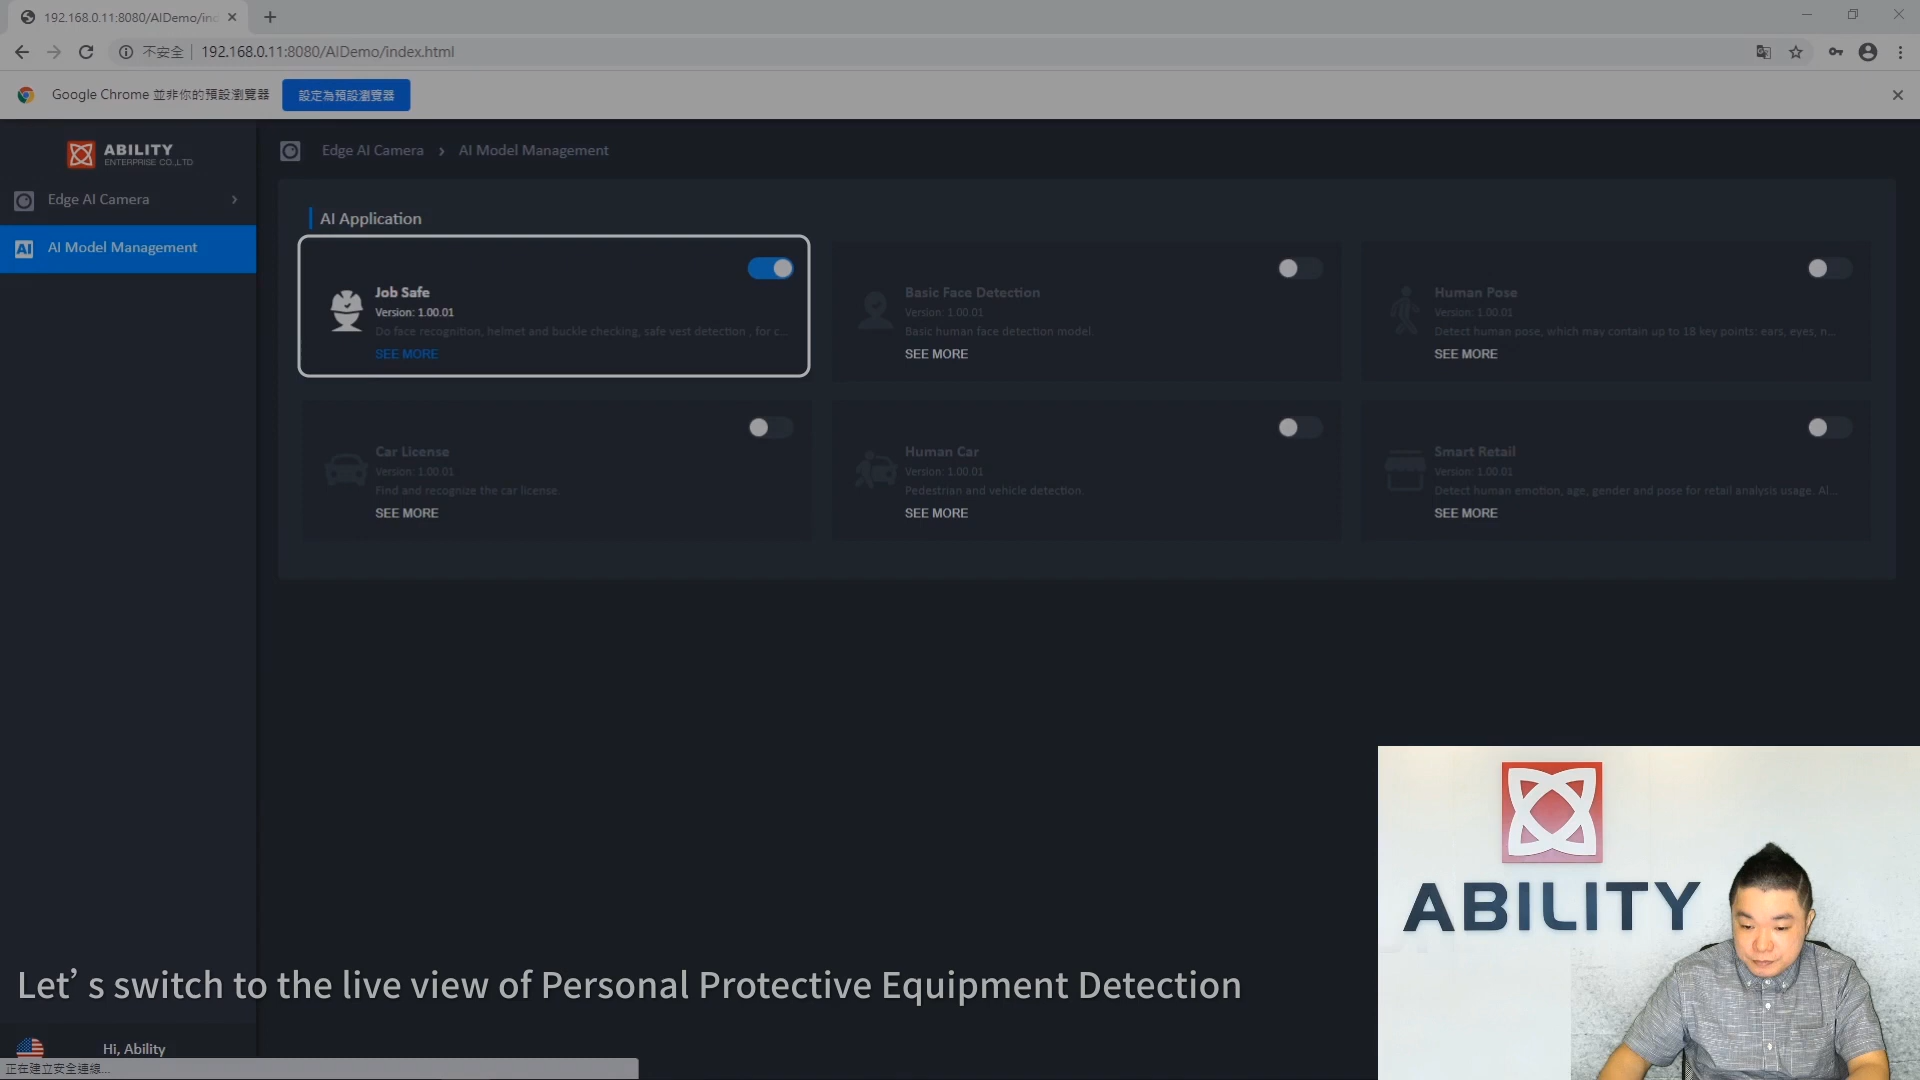 192.168.0.11:8080/AIDemo/in
不安全 | 192.168.0.11:8080/AIDemo/index.html
Google Chrome 並非你的預設瀏覽器
設定為預設瀏覽器
ABILITY
ENTERPRISE CO.,LTD
Edge AI Camera
AI Model Management
Edge AI Camera › AI Model Management
AI Application
Job Safe
Version: 1.00.01
Do face recognition, helmet and buckle checking, safe vest detection , for c...
SEE MORE
Basic Face Detection
Version: 1.00.01
Basic human face detection model.
SEE MORE
Human Pose
Version: 1.00.01
Detect human pose, which may contain up to 18 key points: ears, eyes, n...
SEE MORE
Car License
Version: 1.00.01
Find and recognize the car license.
SEE MORE
Human Car
Version: 1.00.01
Pedestrian and vehicle detection.
SEE MORE
Smart Retail
Version: 1.00.01
Detect human emotion, age, gender and pose for retail analysis usage. Al...
SEE MORE
ABILITY
Let’s switch to the live view of Personal Protective Equipment Detection
Hi, Ability
正在建立安全連線...